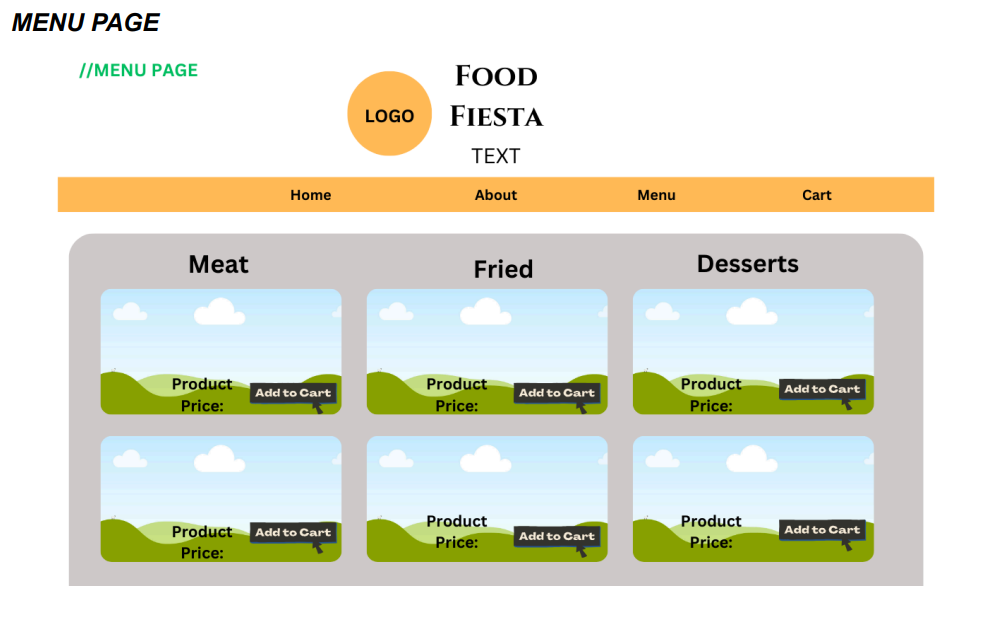 MENU PAGE
//MENU PAGE
LOGO
FOOD
FIESTA
TEXT
Home About Menu Cart
Meat Fried Desserts
Product Product Product
Add to Cart Add to Cart Add to Cart
Price: Price: Price:
Product Product Product
Add to Cart Add to Cart Add to Cart
Price: Price: Price: